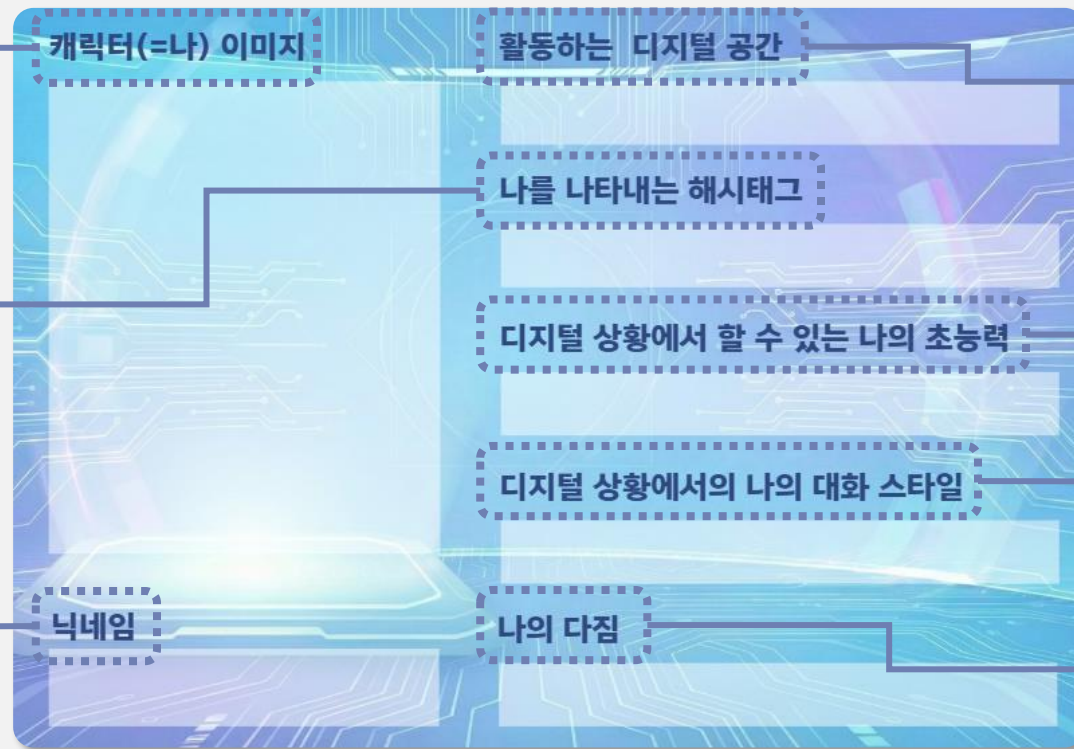 캐릭터(=나) 이미지
닉네임
활동하는 디지털 공간
나를 나타내는 해시태그
디지털 상황에서 할 수 있는 나의 초능력
디지털 상황에서의 나의 대화 스타일
나의 다짐